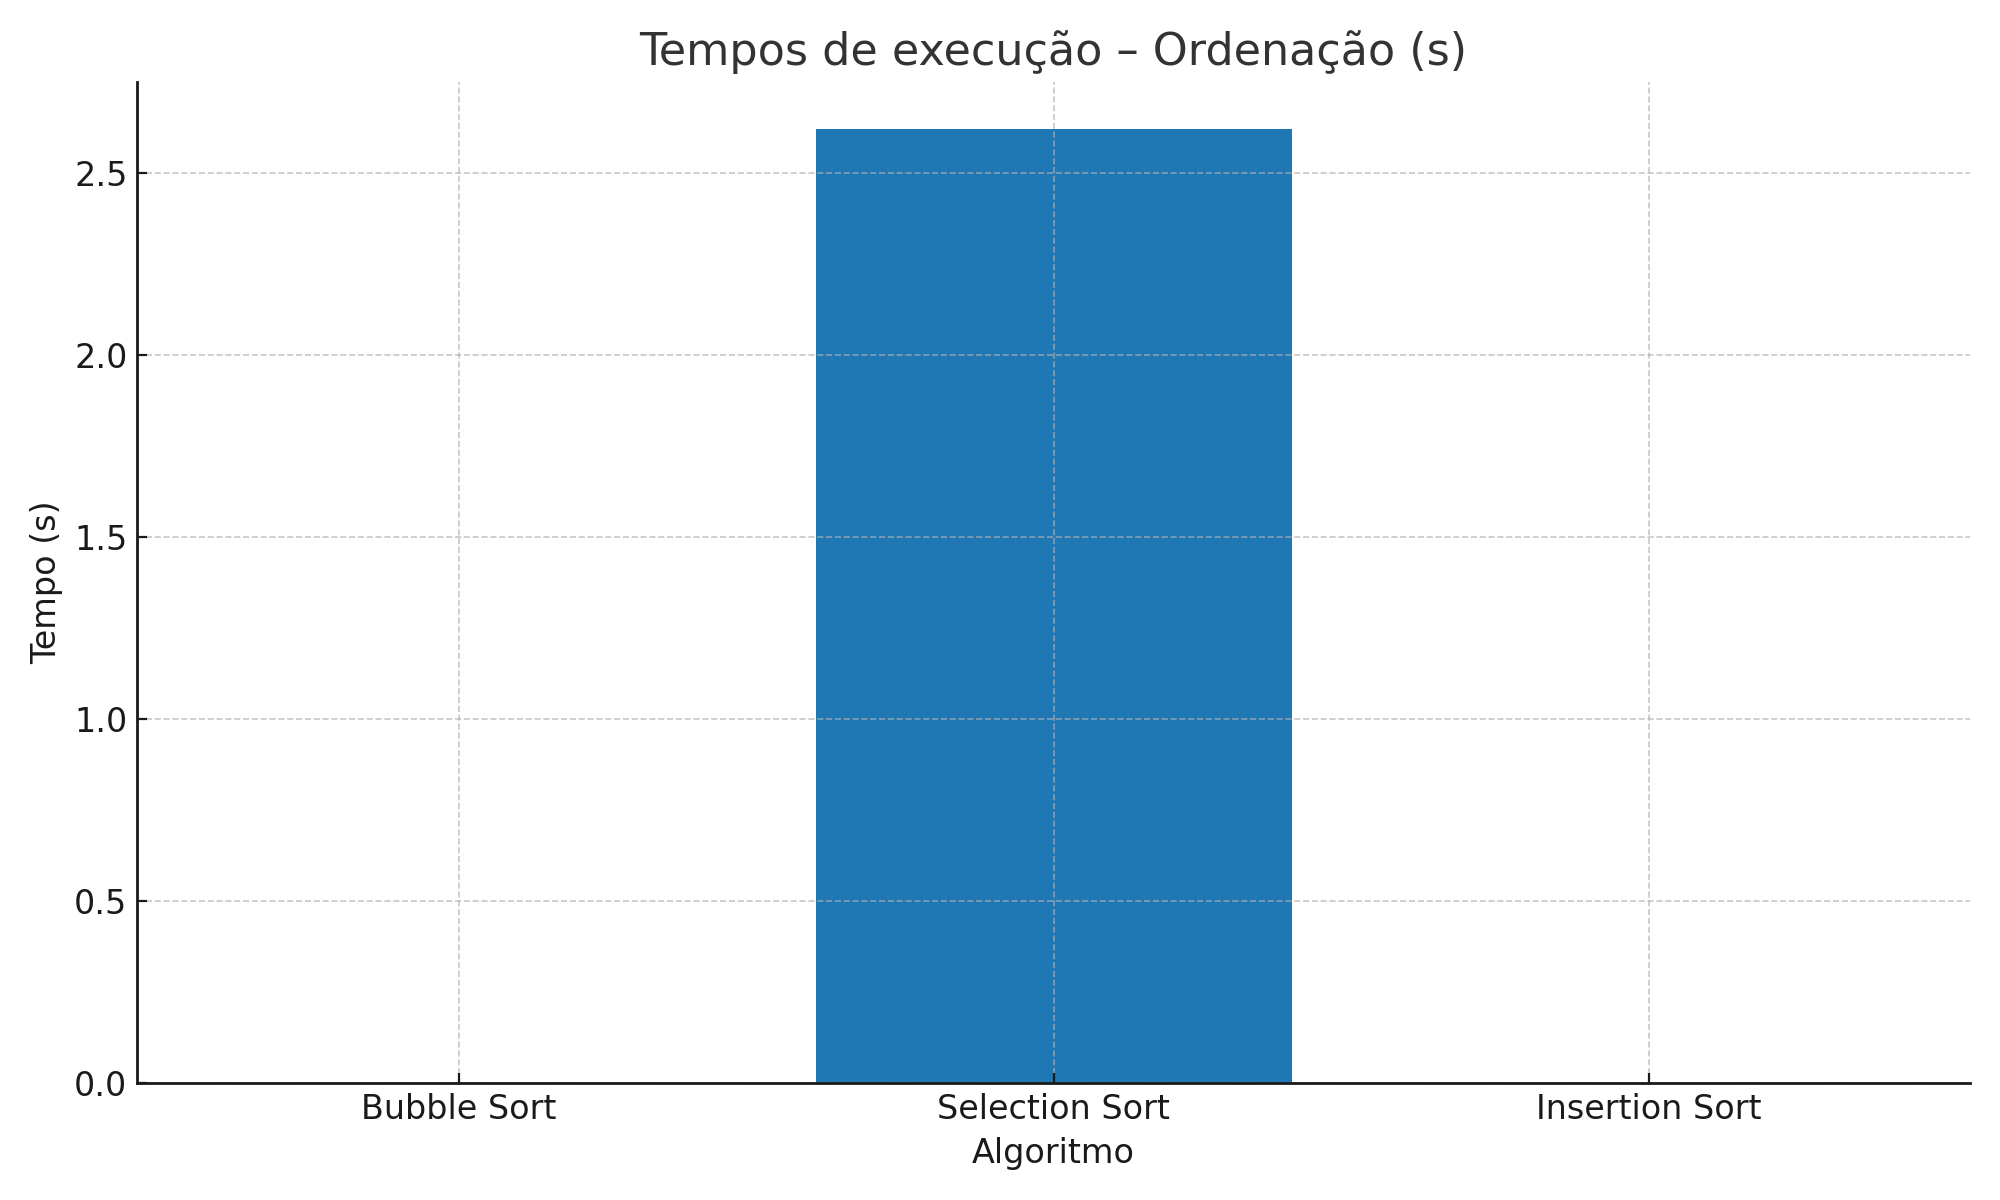 Tempos de execução – Ordenação (s)
Tempo (s)
2.5
2.0
1.5
1.0
0.5
0.0
Bubble Sort Selection Sort Insertion Sort
Algoritmo